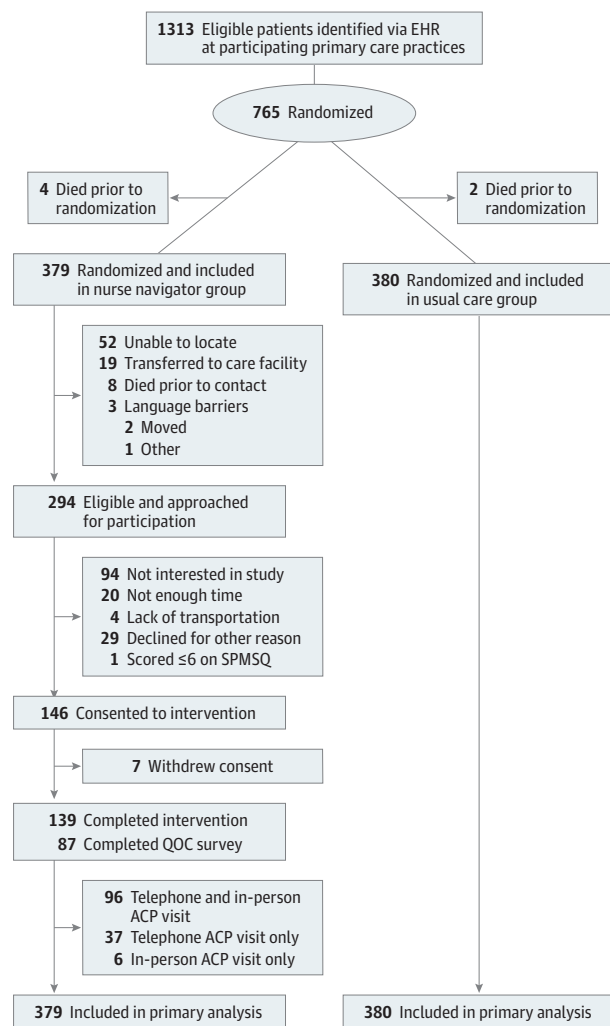 1313 Eligible patients identified via EHR
at participating primary care practices
765 Randomized
4 Died prior to
randomization
2 Died prior to
randomization
379 Randomized and included
in nurse navigator group
380 Randomized and included
in usual care group
52 Unable to locate
19 Transferred to care facility
8 Died prior to contact
3 Language barriers
2 Moved
1 Other
294 Eligible and approached
for participation
94 Not interested in study
20 Not enough time
4 Lack of transportation
29 Declined for other reason
1 Scored ≤6 on SPMSQ
146 Consented to intervention
7 Withdrew consent
139 Completed intervention
87 Completed QOC survey
96 Telephone and in-person
ACP visit
37 Telephone ACP visit only
6 In-person ACP visit only
379 Included in primary analysis
380 Included in primary analysis